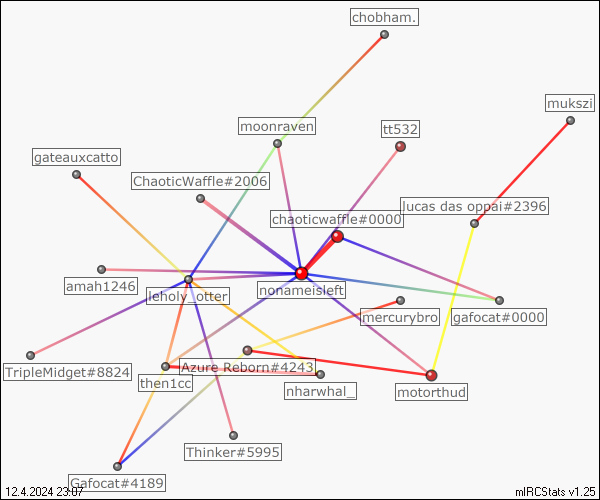 chobham.
mukszi
moonraven
tt532
gateauxcatto
ChaoticWaffle#2006
lucas das oppai#2396
chaoticwaffle#0000
amah1246
leholy_otter
nonameisleft
mercurybro
gafocat#0000
TripleMidget#8824
then1cc
Azure Reborn#4243
nharwhal_
motorthud
Thinker#5995
Gafocat#4189
12.4.2024 23:07
mIRCStats v1.25